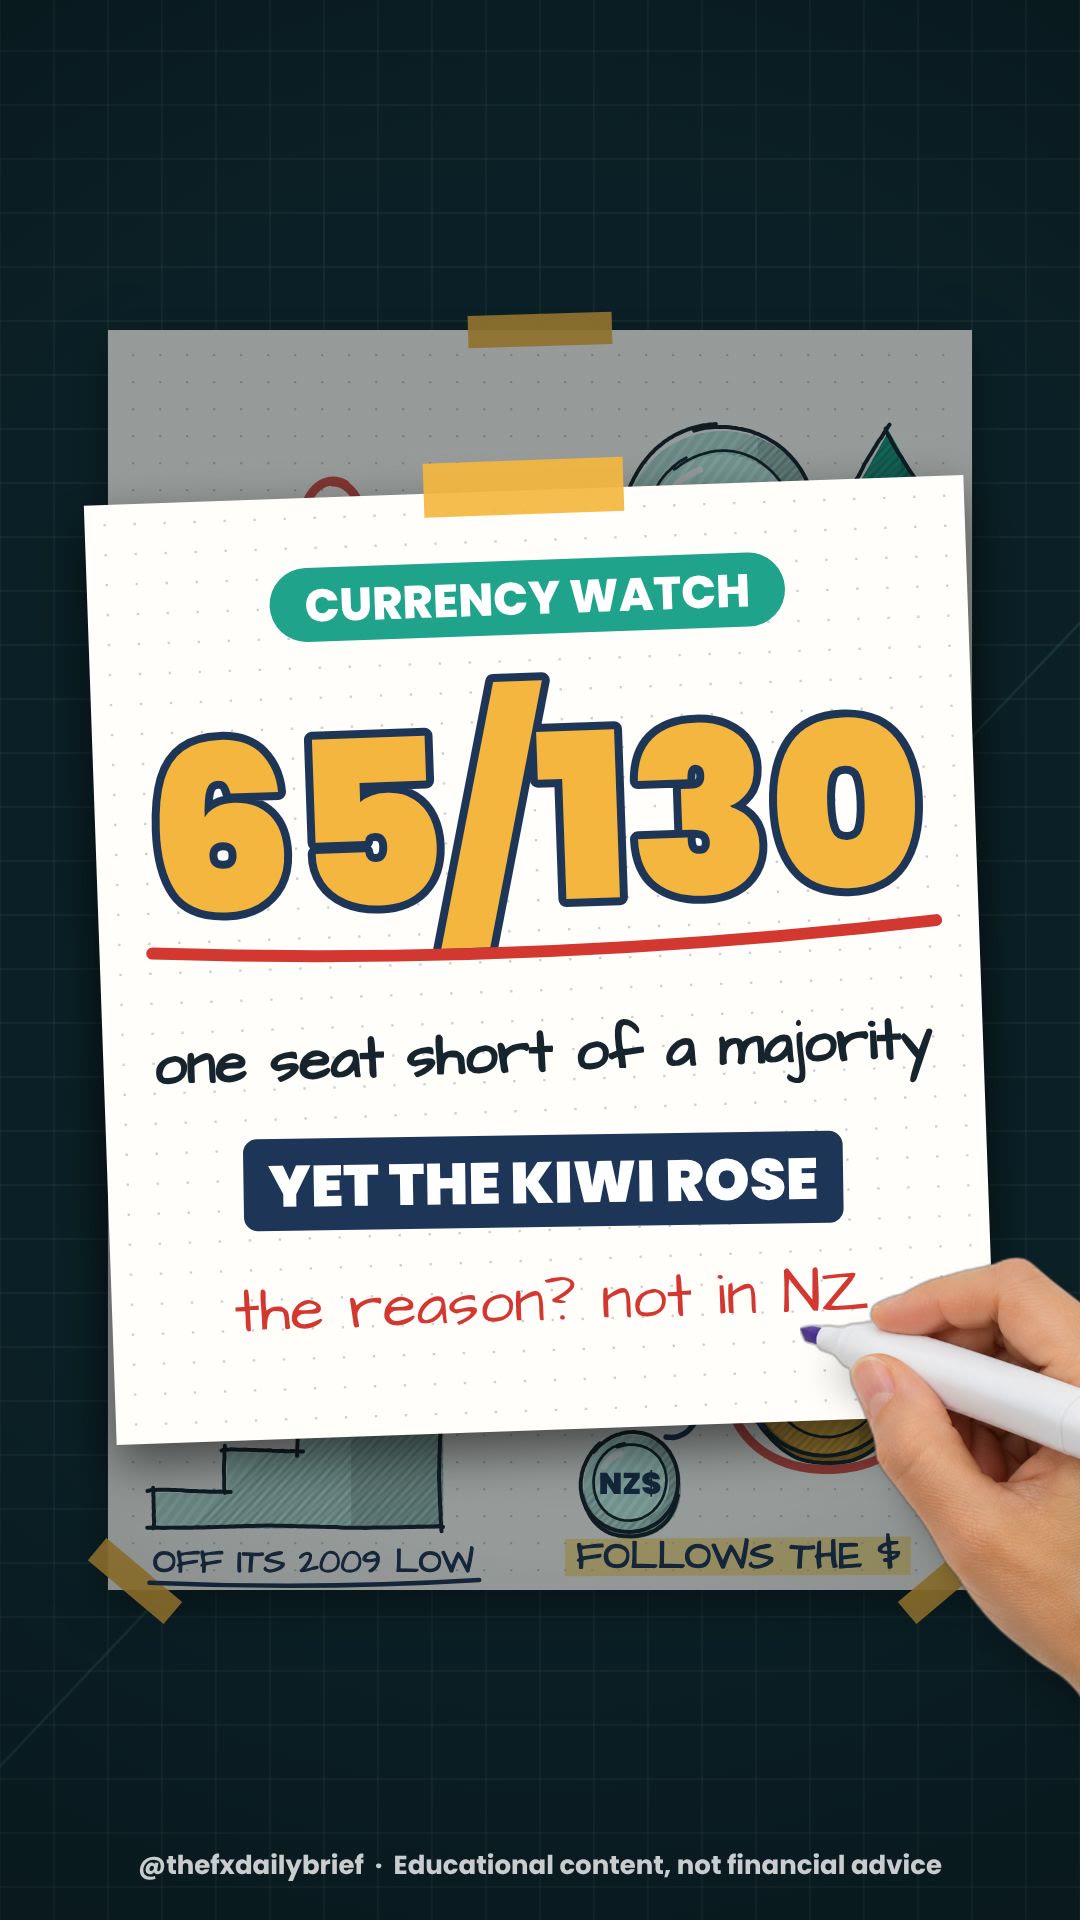 CURRENCY WATCH
65/130
one seat short of a majority
YET THE KIWI ROSE
the reason? not in NZ
NZ$
OFF ITS 2009 LOW
FOLLOWS THE $
@thefxdailybrief · Educational content, not financial advice